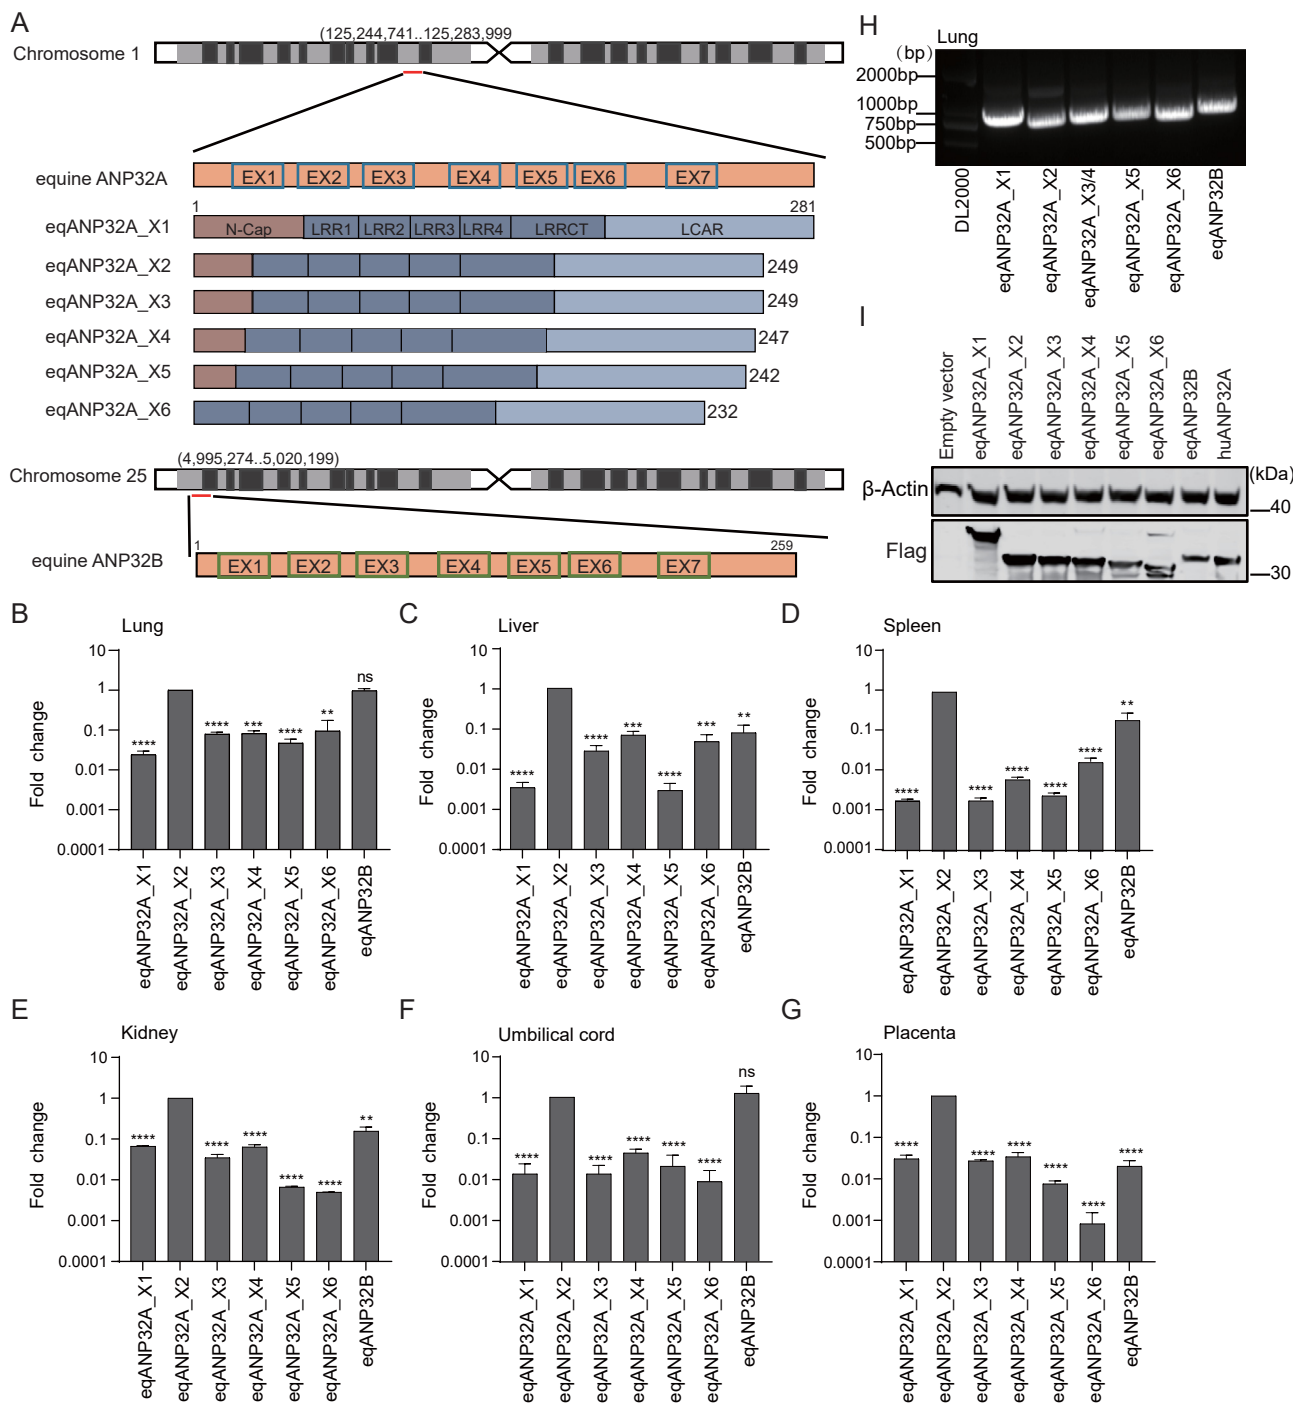 A
(125,244,741..125,283,999
Chromosome 1
equine ANP32A
EX1 EX2 EX3 EX4 EX5 EX6 EX7
1 281
eqANP32A_X1
N-Cap LRR1 LRR2 LRR3 LRR4 LRRCT LCAR
eqANP32A_X2 249
eqANP32A_X3 249
eqANP32A_X4 247
eqANP32A_X5 242
eqANP32A_X6 232
(4,995,274..5,020,199)
Chromosome 25
1 259
equine ANP32B
EX1 EX2 EX3 EX4 EX5 EX6 EX7
H
Lung
(bp)
2000bp
1000bp
750bp
500bp
DL2000
eqANP32A_X1
eqANP32A_X2
eqANP32A_X3/4
eqANP32A_X5
eqANP32A_X6
eqANP32B
I
Empty vector
eqANP32A_X1
eqANP32A_X2
eqANP32A_X3
eqANP32A_X4
eqANP32A_X5
eqANP32A_X6
eqANP32B
huANP32A
(kDa)
β-Actin
40
Flag
30
B
Lung
Fold change
10
1
0.1
0.01
0.001
0.0001
**** **** *** **** ** ns
eqANP32A_X1
eqANP32A_X2
eqANP32A_X3
eqANP32A_X4
eqANP32A_X5
eqANP32A_X6
eqANP32B
C
Liver
Fold change
10
1
0.1
0.01
0.001
0.0001
**** **** *** **** *** **
eqANP32A_X1
eqANP32A_X2
eqANP32A_X3
eqANP32A_X4
eqANP32A_X5
eqANP32A_X6
eqANP32B
D
Spleen
Fold change
10
1
0.1
0.01
0.001
0.0001
**** **** **** **** **** **
eqANP32A_X1
eqANP32A_X2
eqANP32A_X3
eqANP32A_X4
eqANP32A_X5
eqANP32A_X6
eqANP32B
E
Kidney
Fold change
10
1
0.1
0.01
0.001
0.0001
**** **** **** **** **** **
eqANP32A_X1
eqANP32A_X2
eqANP32A_X3
eqANP32A_X4
eqANP32A_X5
eqANP32A_X6
eqANP32B
F
Umbilical cord
Fold change
10
1
0.1
0.01
0.001
0.0001
**** **** **** **** **** ns
eqANP32A_X1
eqANP32A_X2
eqANP32A_X3
eqANP32A_X4
eqANP32A_X5
eqANP32A_X6
eqANP32B
G
Placenta
Fold change
10
1
0.1
0.01
0.001
0.0001
**** **** **** **** **** ****
eqANP32A_X1
eqANP32A_X2
eqANP32A_X3
eqANP32A_X4
eqANP32A_X5
eqANP32A_X6
eqANP32B